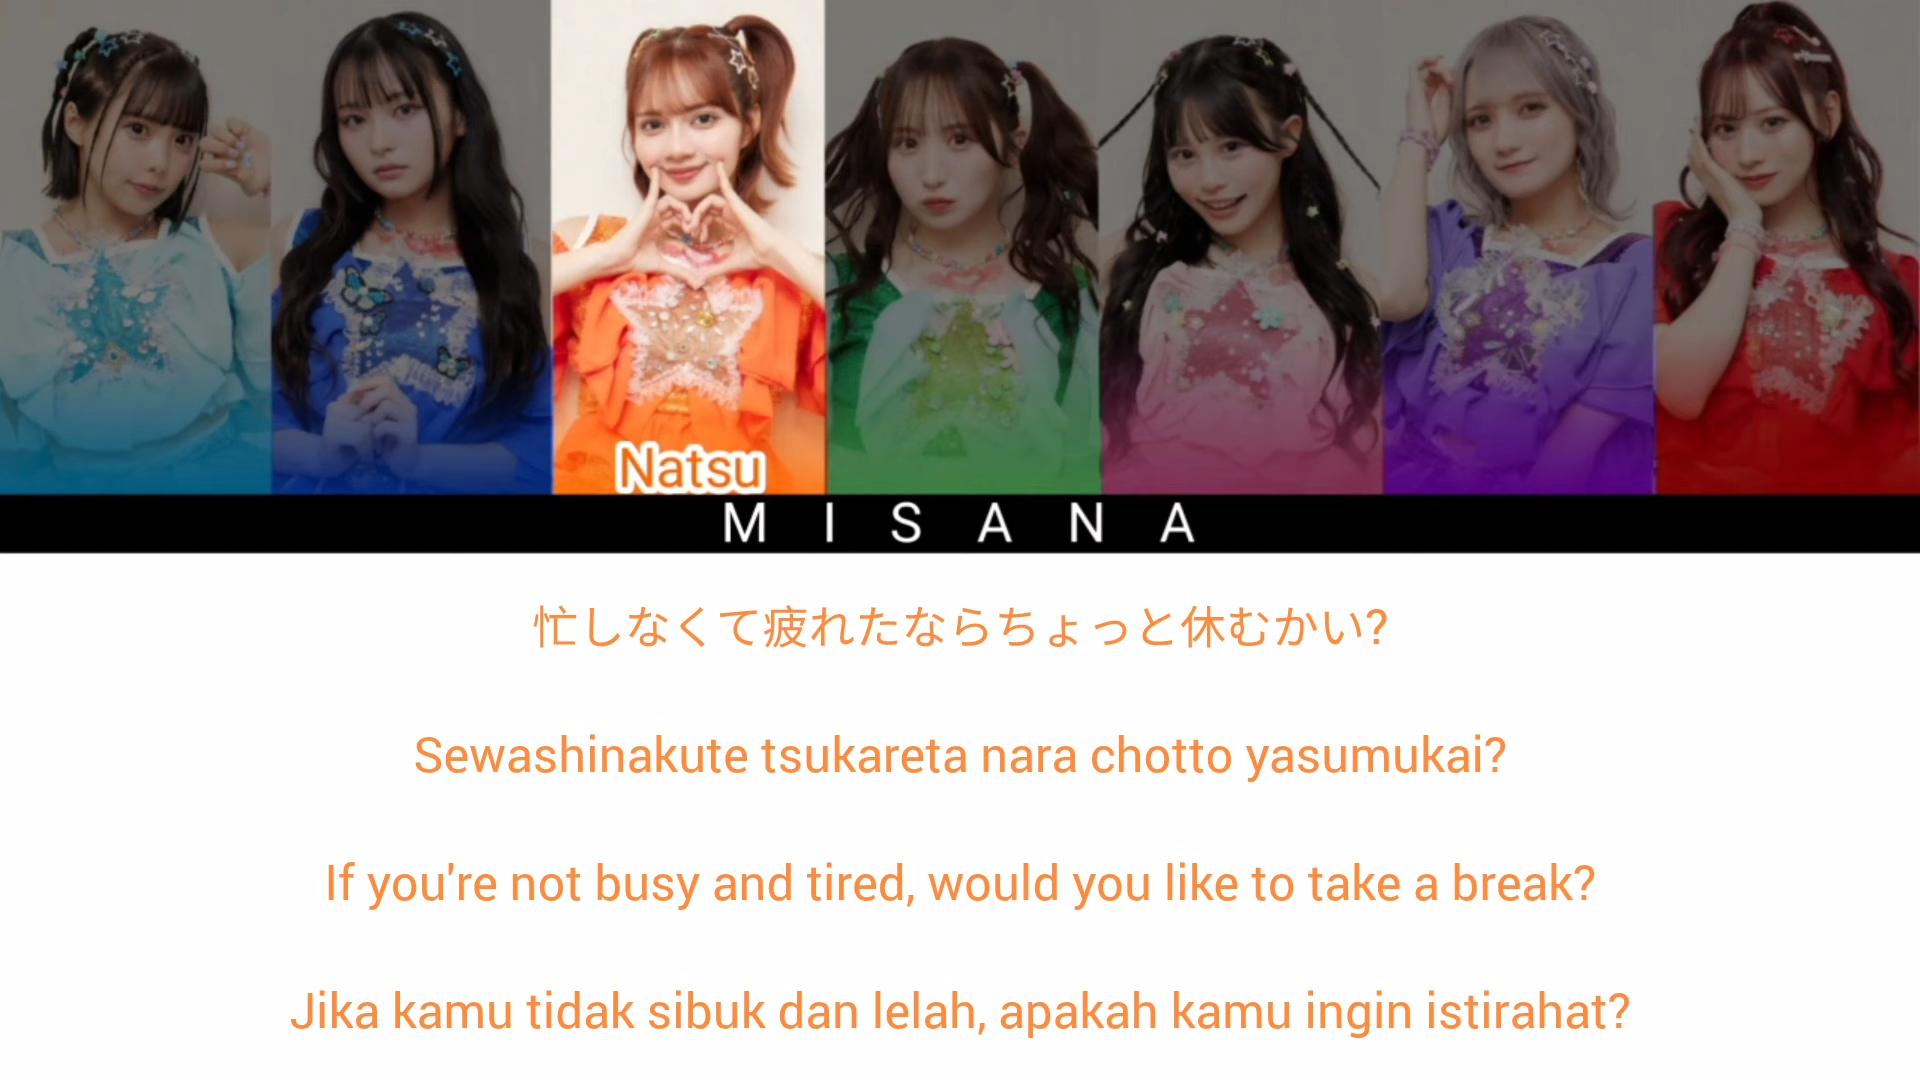 Natsu
MISANA
忙しなくて疲れたならちょっと休むかい?
Sewashinakute tsukareta nara chotto yasumukai?
If you're not busy and tired, would you like to take a break?
Jika kamu tidak sibuk dan lelah, apakah kamu ingin istirahat?